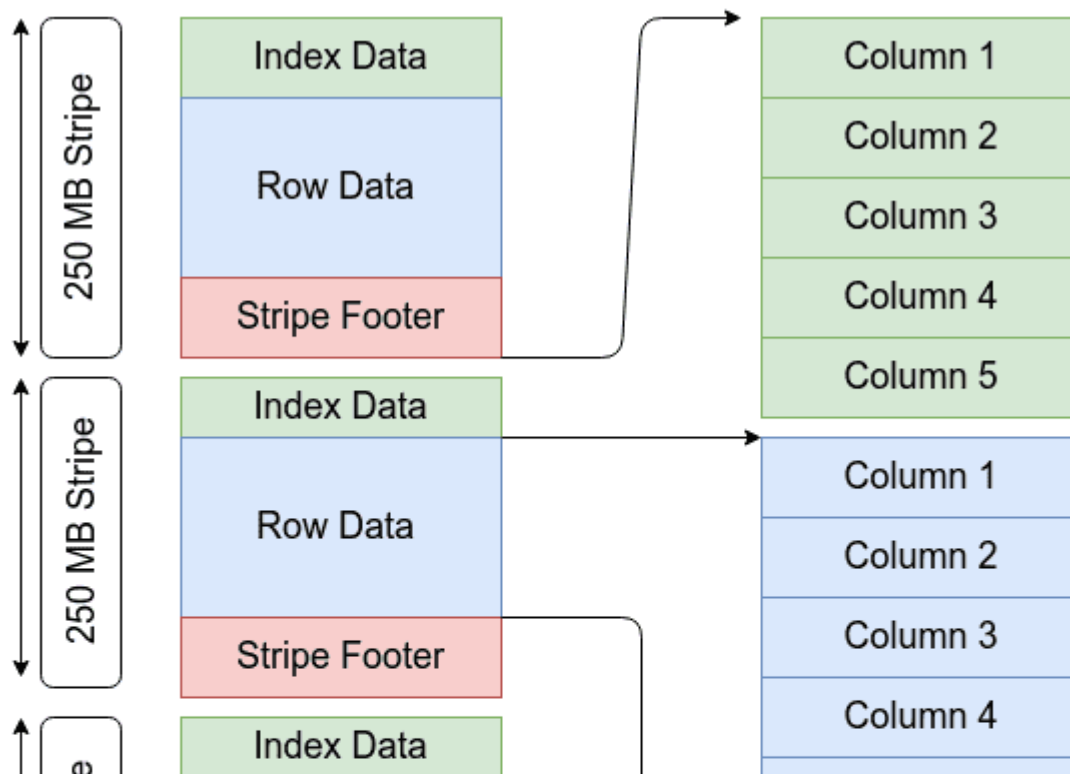 250 MB Stripe
Index Data
Row Data
Stripe Footer
250 MB Stripe
Index Data
Row Data
Stripe Footer
Index Data
Column 1
Column 2
Column 3
Column 4
Column 5
Column 1
Column 2
Column 3
Column 4